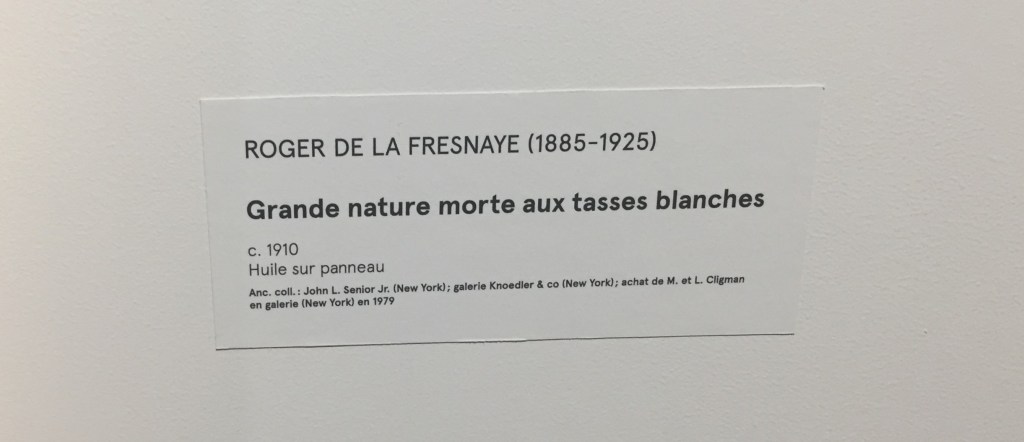 ROGER DE LA FRESNAYE (1885-1925)
Grande nature morte aux tasses blanches
c. 1910
Huile sur panneau
Anc. coll. : John L. Senior Jr. (New York) ; galerie Knoedler & co (New York) ; achat de M. et L. Cligman
en galerie (New York) en 1979